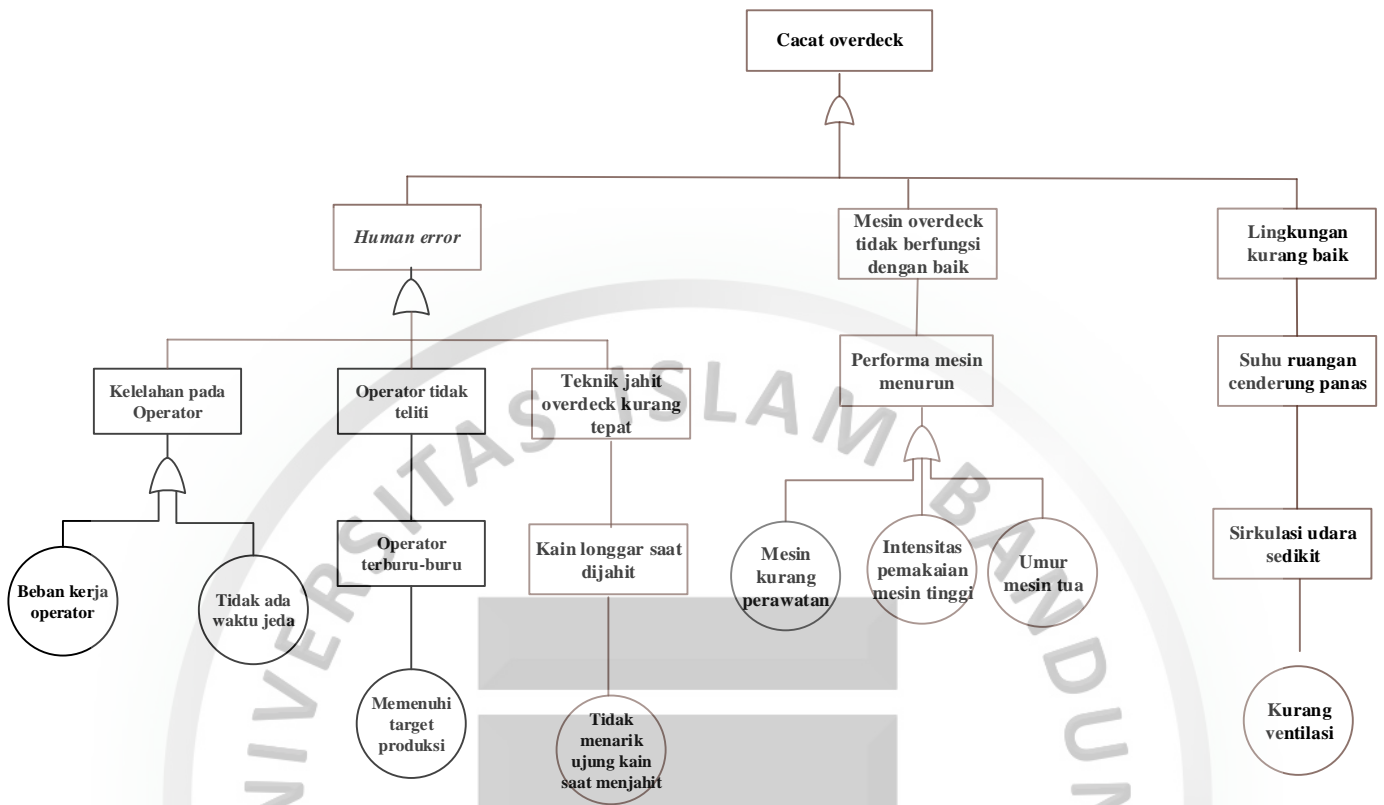 Cacat overdeck
Human error
Mesin overdeck
tidak berfungsi
dengan baik
Lingkungan
kurang baik
Kelelahan pada
Operator
Operator tidak
teliti
Teknik jahit
overdeck kurang
tepat
Performa mesin
menurun
Suhu ruangan
cenderung panas
Beban kerja
operator
Tidak ada
waktu jeda
Operator
terburu-buru
Kain longgar saat
dijahit
Mesin
kurang
perawatan
Intensitas
pemakaian
mesin tinggi
Umur
mesin tua
Sirkulasi udara
sedikit
Memenuhi
target
produksi
Tidak
menarik
ujung kain
saat menjahit
Kurang
ventilasi
NIVERSITAS ISLAM BANDUN